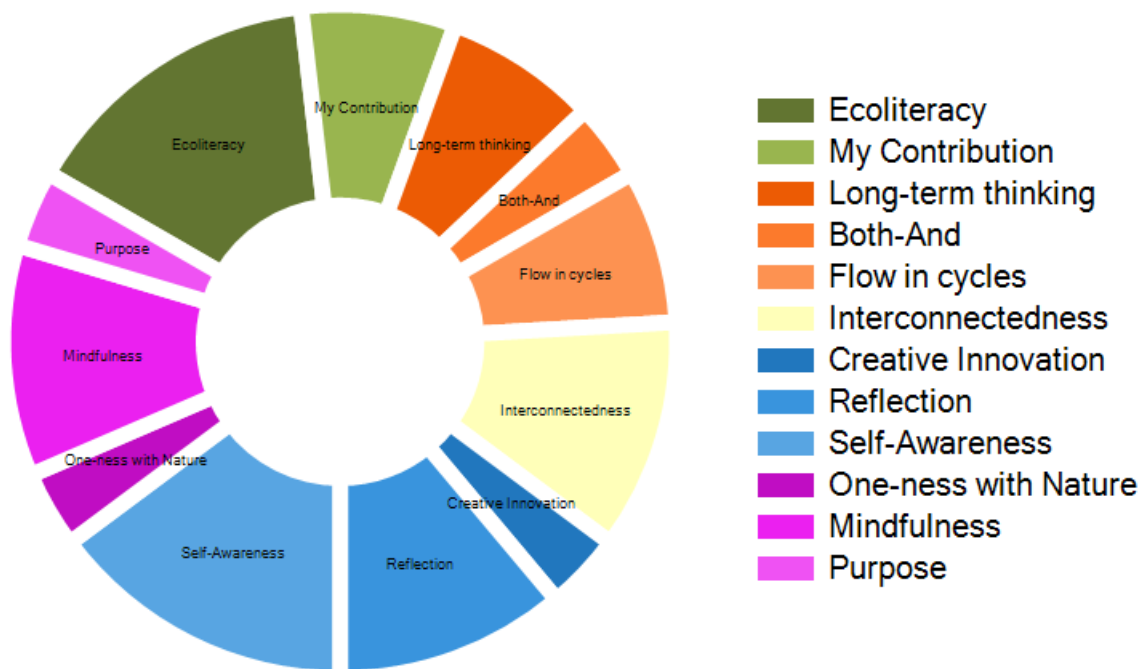 My Contribution
Ecoliteracy
Long-term thinking
Both-And
Purpose
Flow in cycles
Mindfulness
Interconnectedness
One-ness with Nature
Creative Innovation
Self-Awareness
Reflection
Ecoliteracy
My Contribution
Long-term thinking
Both-And
Flow in cycles
Interconnectedness
Creative Innovation
Reflection
Self-Awareness
One-ness with Nature
Mindfulness
Purpose